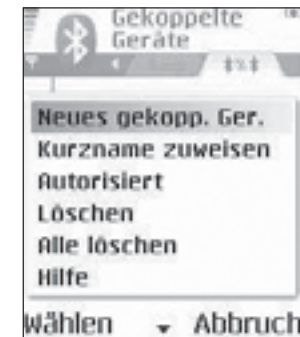 Gekoppelte
Geräte
Neues gekopp. Ger.
Kurzname zuweisen
Autorisiert
Löschen
Alle löschen
Hilfe
Wählen Abbruch